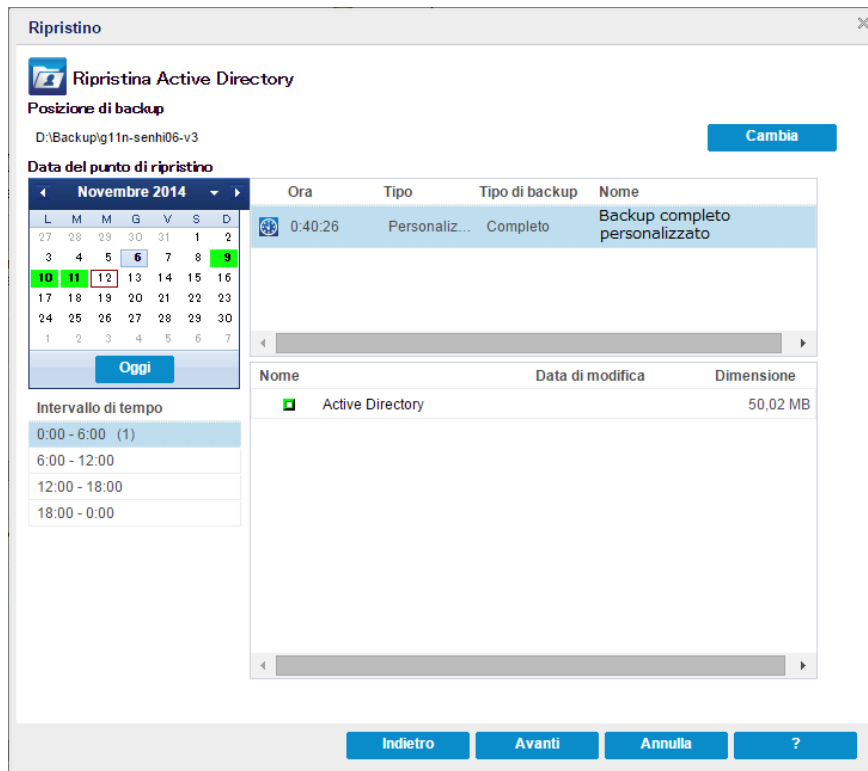 Ripristino
Ripristina Active Directory
Posizione di backup
D:\Backup\g11n-senhi06-v3
Cambia
Data del punto di ripristino
Novembre 2014
L M M G V S D
27 28 29 30 31 1 2
3 4 5 6 7 8 9
10 11 12 13 14 15 16
17 18 19 20 21 22 23
24 25 26 27 28 29 30
1 2 3 4 5 6 7
Oggi
Ora Tipo Tipo di backup Nome
0:40:26 Personaliz... Completo Backup completo
personalizzato
Intervallo di tempo
0:00 - 6:00 (1)
6:00 - 12:00
12:00 - 18:00
18:00 - 0:00
Nome Data di modifica Dimensione
Active Directory 50,02 MB
Indietro Avanti Annulla ?